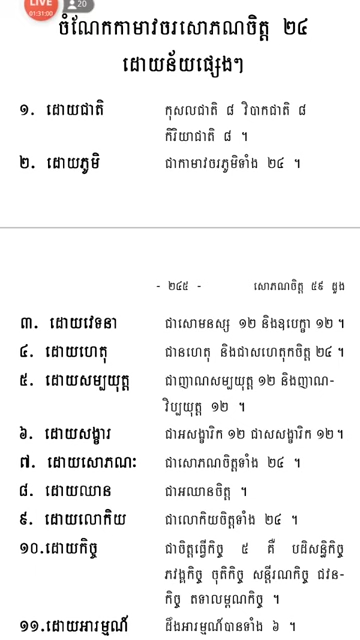 LIVE
20
01:31:00
ចំណែកកាមាវចរសោភណចិត្ត ២៤
ដោយន័យផ្សេងៗ
១. ដោយជាតិ កុសលជាតិ ៨ វិបាកជាតិ ៨
កិរិយាជាតិ ៨ ។
២. ដោយភូមិ ជាកាមាវចរភូមិទាំង ២៤ ។
- ២៤៥ - សោភណចិត្ត ៥៩ ដួង
៣. ដោយវេទនា ជាសោមនស្ស ១២ និងឧបេក្ខា ១២ ។
៤. ដោយហេតុ ជានហេតុ និងជាសហេតុកចិត្ត ២៤ ។
៥. ដោយសម្បយុត្ត ជាញាណសម្បយុត្ត ១២ និងញាណ-
វិប្បយុត្ត ១២ ។
៦. ដោយសង្ខារ ជាអសង្ខារិក ១២ ជាសសង្ខារិក ១២ ។
៧. ដោយសោភណៈ ជាសោភណចិត្តទាំង ២៤ ។
៨. ដោយឈាន ជាអឈានចិត្ត ។
៩. ដោយលោកិយ ជាលោកិយចិត្តទាំង ២៤ ។
១០.ដោយកិច្ច ជាចិត្តធ្វើកិច្ច ៥ គឺ បដិសន្ធិកិច្ច
ភវង្គកិច្ច ចុតិកិច្ច សន្តីរណកិច្ច ជវន-
កិច្ច តទាលម្ពណកិច្ច ។
១១.ដោយអារម្មណ៍ ដឹងអារម្មណ៍បានទាំង ៦ ។